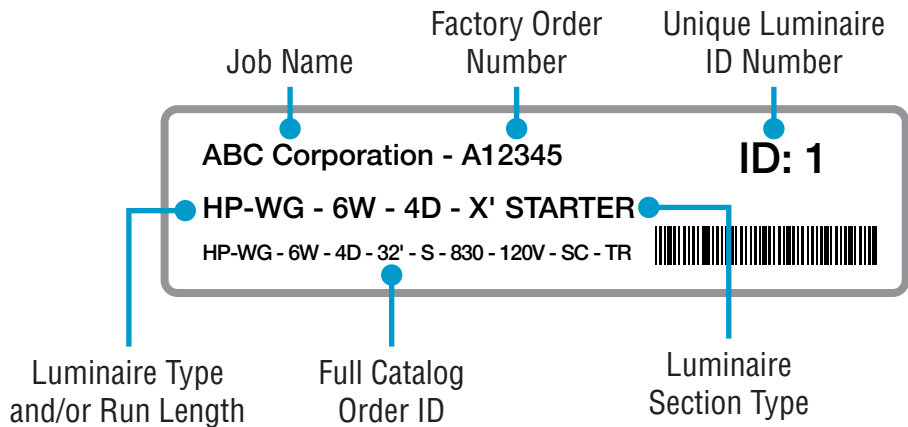 Job Name
Factory Order
Number
Unique Luminaire
ID Number
ABC Corporation - A12345
ID: 1
HP-WG - 6W - 4D - X' STARTER
HP-WG - 6W - 4D - 32' - S - 830 - 120V - SC - TR
Luminaire Type
and/or Run Length
Full Catalog
Order ID
Luminaire
Section Type